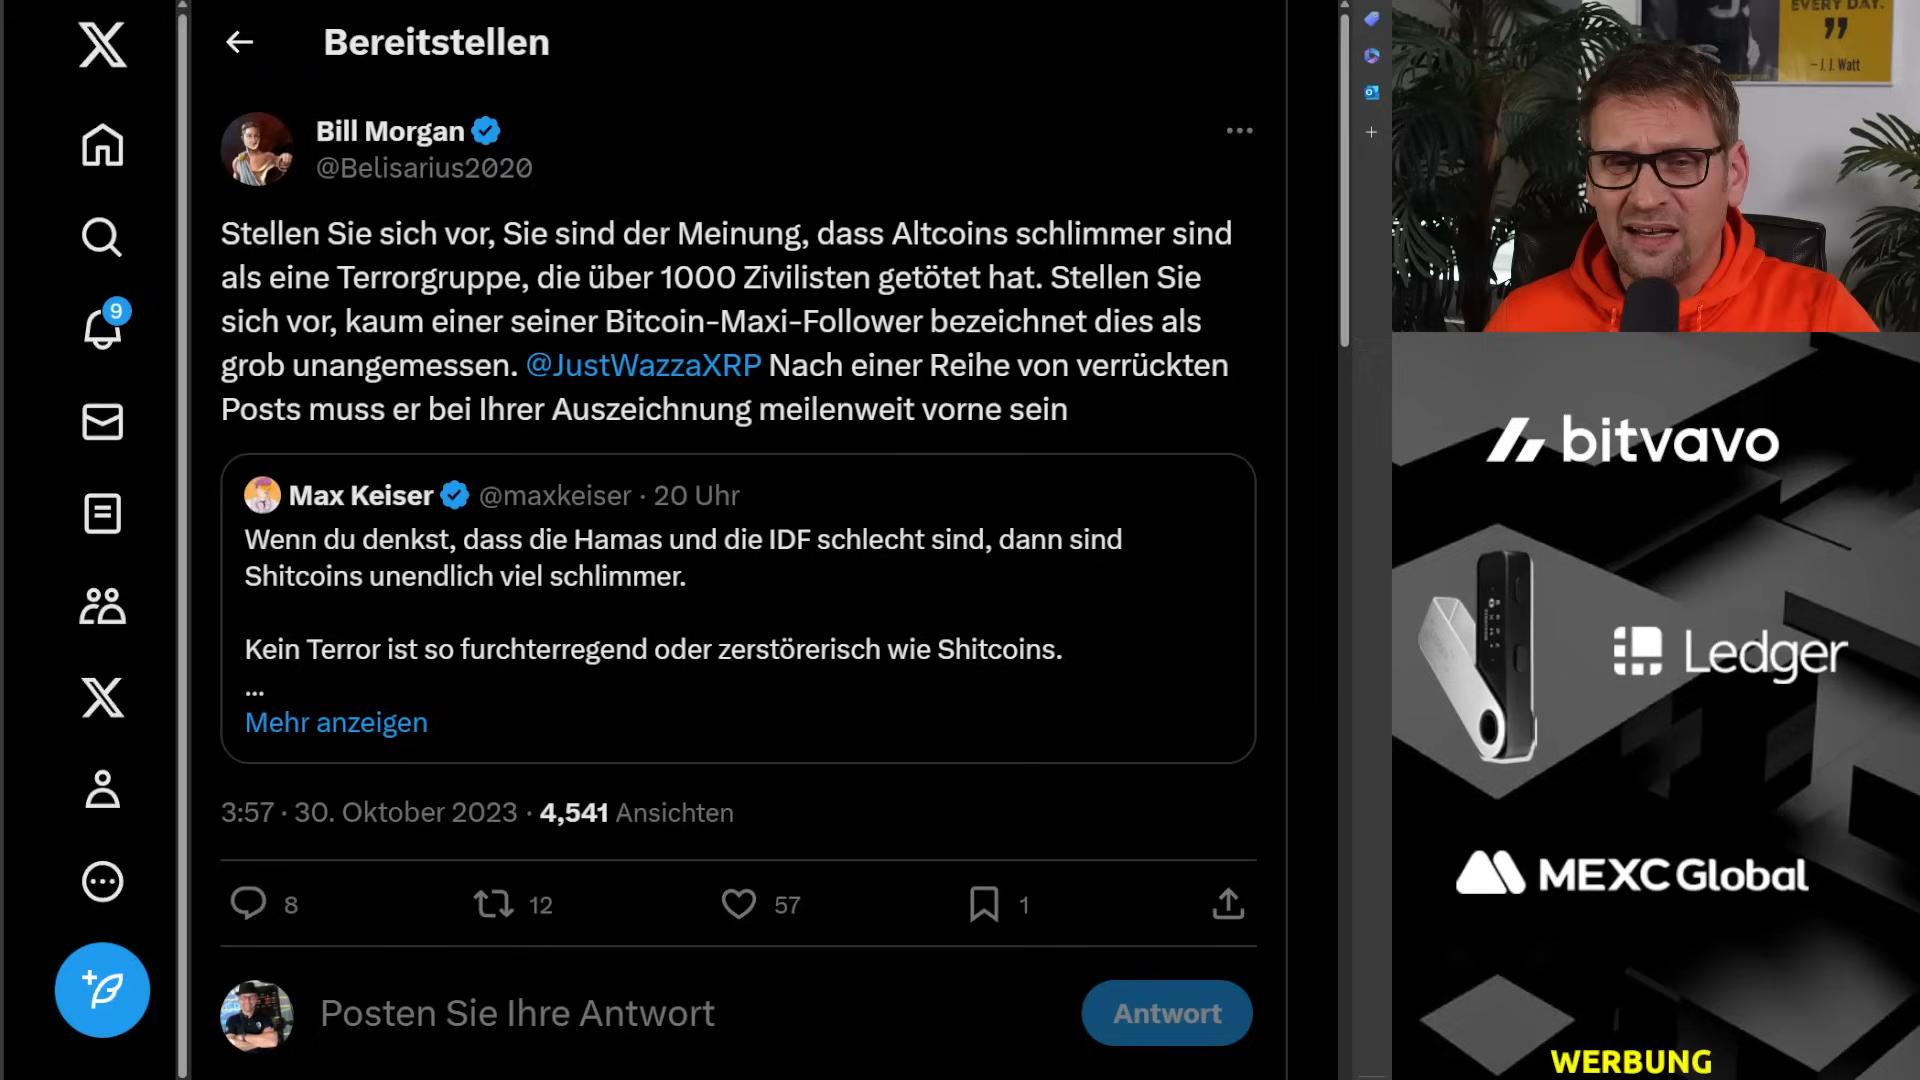 Bereitstellen
Bill Morgan
@Belisarius2020
Stellen Sie sich vor, Sie sind der Meinung, dass Altcoins schlimmer sind
als eine Terrorgruppe, die über 1000 Zivilisten getötet hat. Stellen Sie
sich vor, kaum einer seiner Bitcoin-Maxi-Follower bezeichnet dies als
grob unangemessen. @JustWazzaXRP Nach einer Reihe von verrückten
Posts muss er bei Ihrer Auszeichnung meilenweit vorne sein
Max Keiser @maxkeiser · 20 Uhr
Wenn du denkst, dass die Hamas und die IDF schlecht sind, dann sind
Shitcoins unendlich viel schlimmer.
Kein Terror ist so furchterregend oder zerstörerisch wie Shitcoins.
...
Mehr anzeigen
3:57 · 30. Oktober 2023 · 4,541 Ansichten
8 12 57 1
Posten Sie Ihre Antwort
Antwort
9
EVERY DAY.
”
— J.J. Watt
bitvavo
Ledger
MEXC Global
WERBUNG